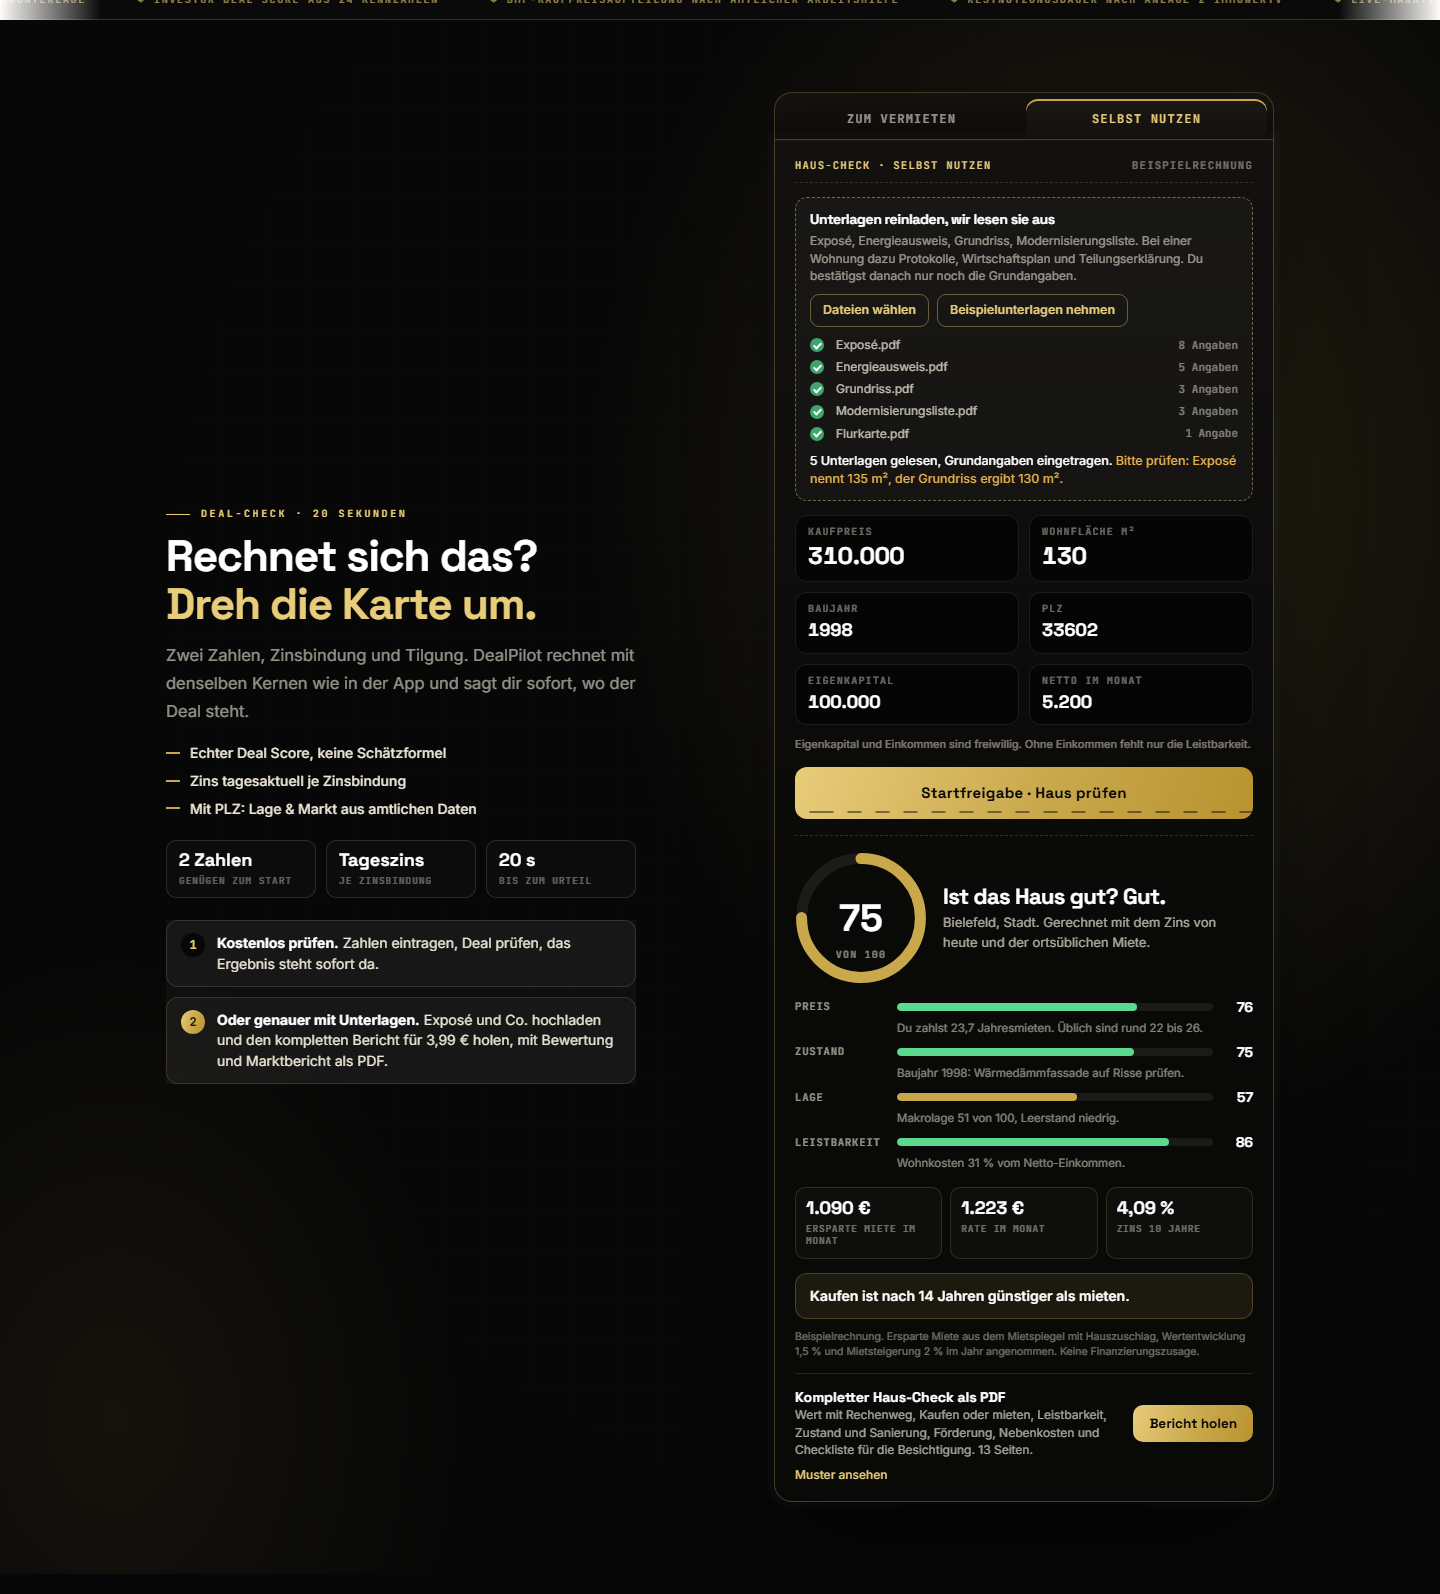 INVESTOR DEAL SCORE AUS 24 KENNZAHLEN
BMF-KAUFPREISAUFTEILUNG NACH AMTLICHER ARBEITSHILFE
RESTNUTZUNGSDAUER NACH ANLAGE 2 IMMOWERTV
ZUM VERMIETEN
SELBST NUTZEN
HAUS-CHECK · SELBST NUTZEN
BEISPIELRECHNUNG
Unterlagen reinladen, wir lesen sie aus
Exposé, Energieausweis, Grundriss, Modernisierungsliste. Bei einer
Wohnung dazu Protokolle, Wirtschaftsplan und Teilungserklärung. Du
bestätigst danach nur noch die Grundangaben.
Dateien wählen
Beispielunterlagen nehmen
Exposé.pdf 8 Angaben
Energieausweis.pdf 5 Angaben
Grundriss.pdf 3 Angaben
Modernisierungsliste.pdf 3 Angaben
Flurkarte.pdf 1 Angabe
5 Unterlagen gelesen, Grundangaben eingetragen. Bitte prüfen: Exposé
nennt 135 m², der Grundriss ergibt 130 m².
KAUFPREIS
310.000
WOHNFLÄCHE M²
130
BAUJAHR
1998
PLZ
33602
EIGENKAPITAL
100.000
NETTO IM MONAT
5.200
Eigenkapital und Einkommen sind freiwillig. Ohne Einkommen fehlt nur die Leistbarkeit.
Startfreigabe · Haus prüfen
75
VON 100
Ist das Haus gut? Gut.
Bielefeld, Stadt. Gerechnet mit dem Zins von
heute und der ortsüblichen Miete.
PREIS 76
Du zahlst 23,7 Jahresmieten. Üblich sind rund 22 bis 26.
ZUSTAND 75
Baujahr 1998: Wärmedämmfassade auf Risse prüfen.
LAGE 57
Makrolage 51 von 100, Leerstand niedrig.
LEISTBARKEIT 86
Wohnkosten 31 % vom Netto-Einkommen.
1.090 €
ERSPARTE MIETE IM
MONAT
1.223 €
RATE IM MONAT
4,09 %
ZINS 10 JAHRE
Kaufen ist nach 14 Jahren günstiger als mieten.
Beispielrechnung. Ersparte Miete aus dem Mietspiegel mit Hauszuschlag, Wertentwicklung
1,5 % und Mietsteigerung 2 % im Jahr angenommen. Keine Finanzierungszusage.
Kompletter Haus-Check als PDF
Wert mit Rechenweg, Kaufen oder mieten, Leistbarkeit,
Zustand und Sanierung, Förderung, Nebenkosten und
Checkliste für die Besichtigung. 13 Seiten.
Bericht holen
Muster ansehen
DEAL-CHECK · 20 SEKUNDEN
Rechnet sich das?
Dreh die Karte um.
Zwei Zahlen, Zinsbindung und Tilgung. DealPilot rechnet mit
denselben Kernen wie in der App und sagt dir sofort, wo der
Deal steht.
Echter Deal Score, keine Schätzformel
Zins tagesaktuell je Zinsbindung
Mit PLZ: Lage & Markt aus amtlichen Daten
2 Zahlen
GENÜGEN ZUM START
Tageszins
JE ZINSBINDUNG
20 s
BIS ZUM URTEIL
1 Kostenlos prüfen. Zahlen eintragen, Deal prüfen, das
Ergebnis steht sofort da.
2 Oder genauer mit Unterlagen. Exposé und Co. hochladen
und den kompletten Bericht für 3,99 € holen, mit Bewertung
und Marktbericht als PDF.